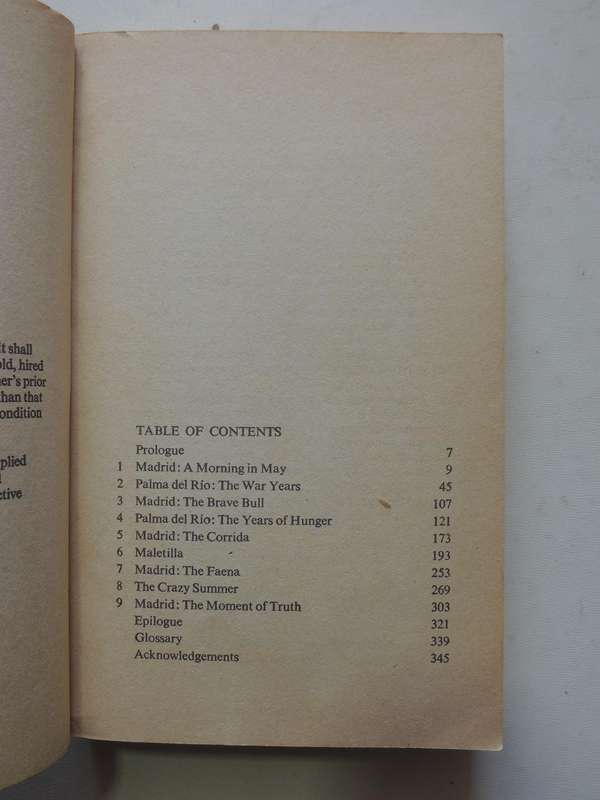 It shall
old, hired
er's prior
than that
condition
plied
ctive
TABLE OF CONTENTS
Prologue 7
1 Madrid: A Morning in May 9
2 Palma del Río: The War Years 45
3 Madrid: The Brave Bull 107
4 Palma del Río: The Years of Hunger 121
5 Madrid: The Corrida 173
6 Maletilla 193
7 Madrid: The Faena 253
8 The Crazy Summer 269
9 Madrid: The Moment of Truth 303
Epilogue 321
Glossary 339
Acknowledgements 345